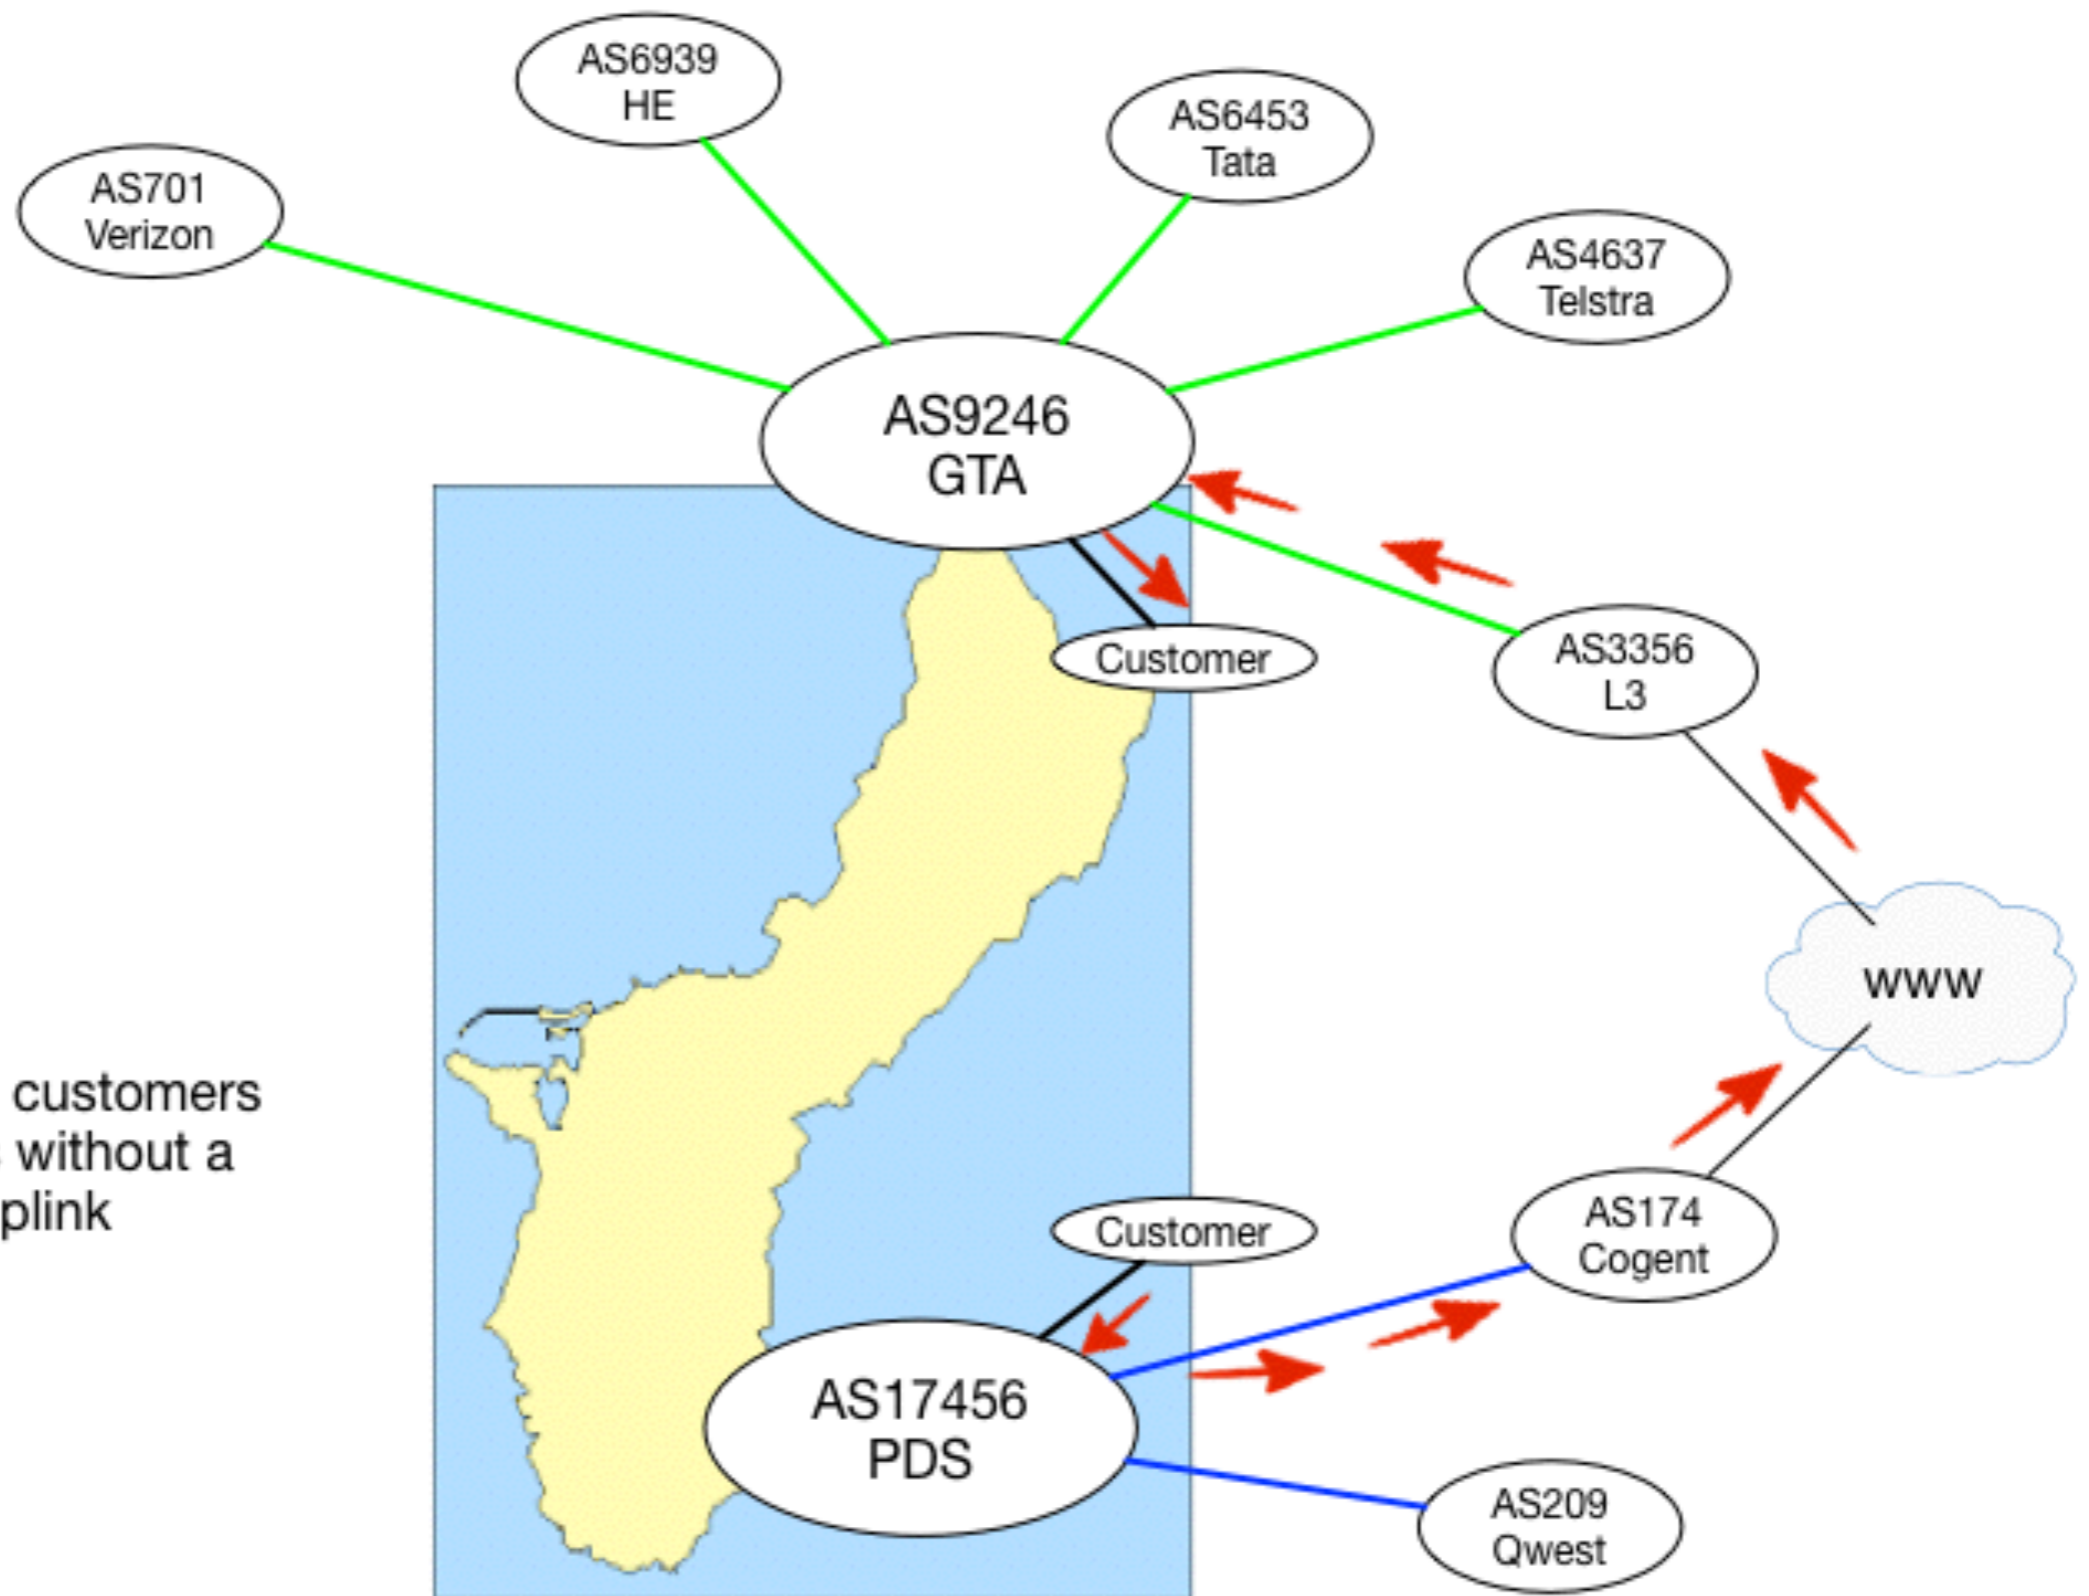 AS6939
HE
AS6453
Tata
AS701
Verizon
AS4637
Telstra
AS9246
GTA
Customer
AS3356
L3
www
customers
without a
plink
Customer
AS174
Cogent
AS17456
PDS
AS209
Qwest